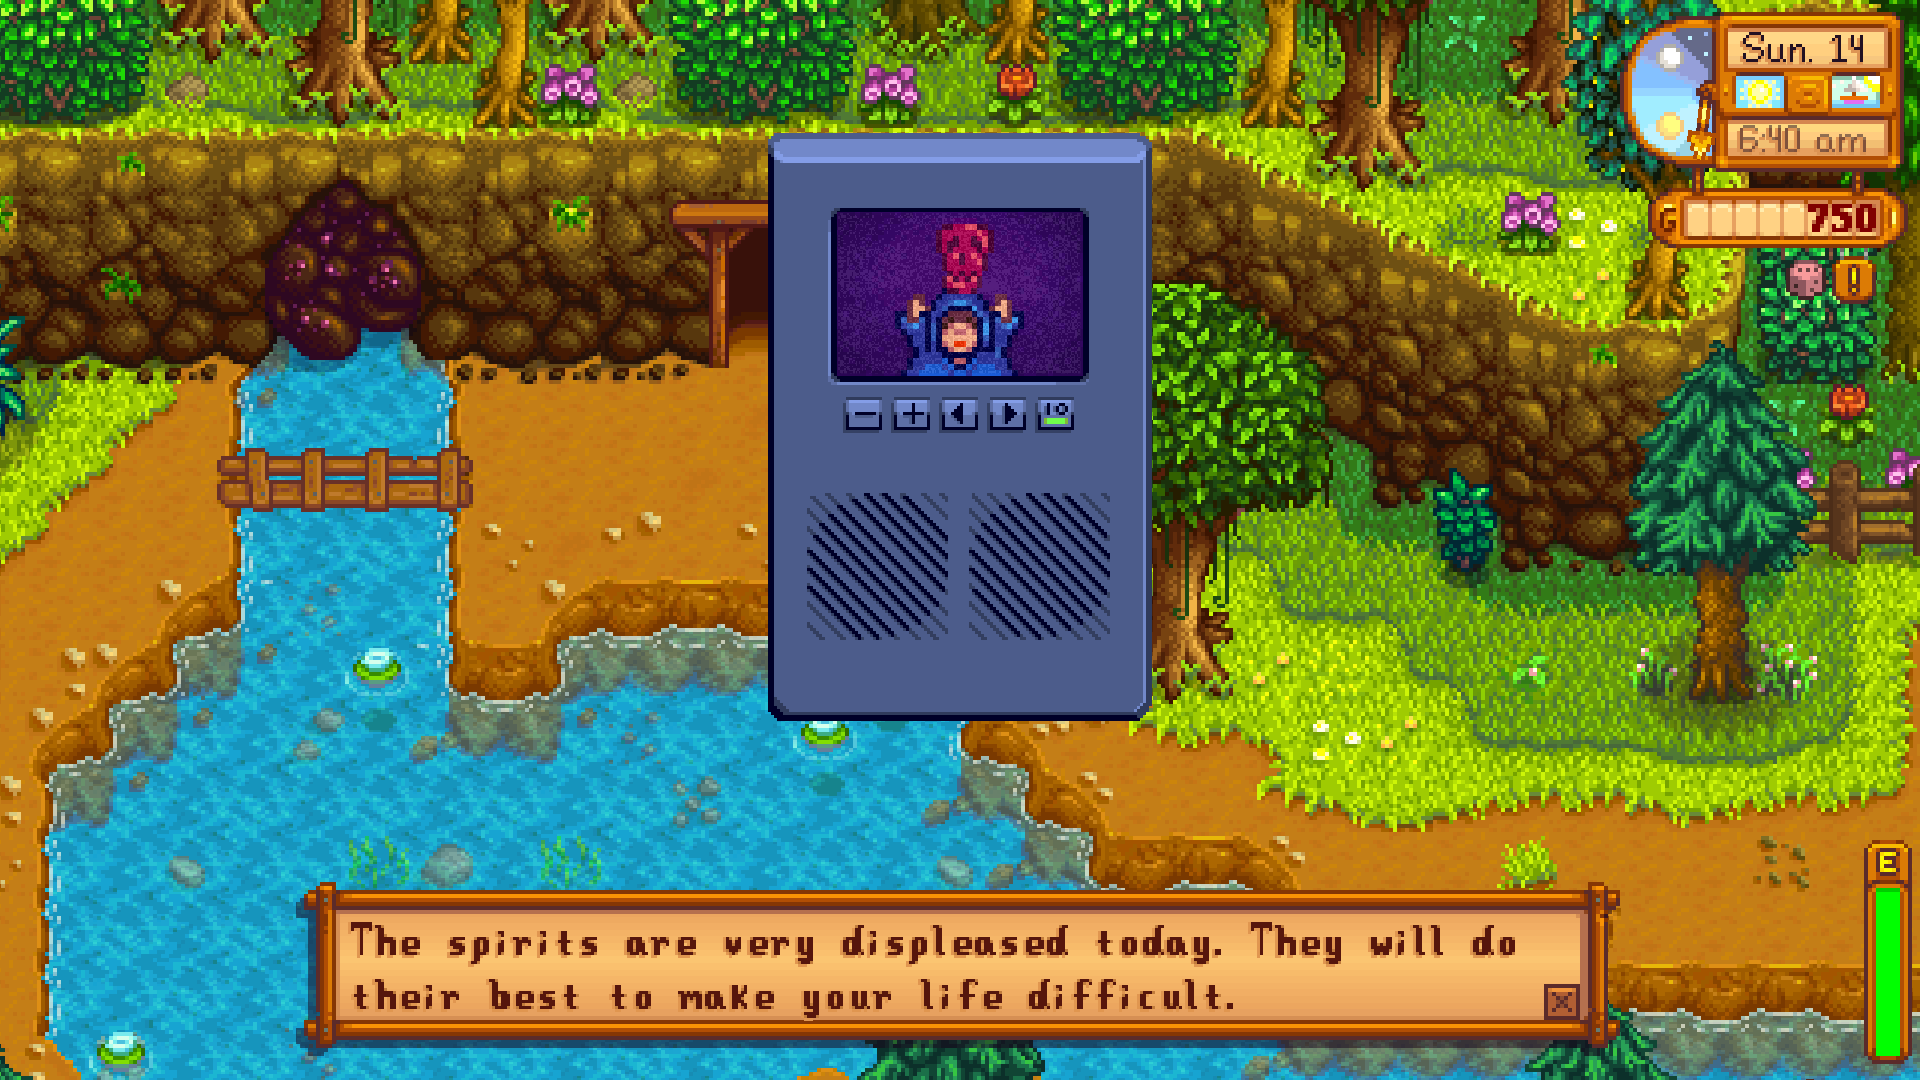 Sun. 14
6:40 am
G 750
!
E
The spirits are very displeased today. They will do
their best to make your life difficult.